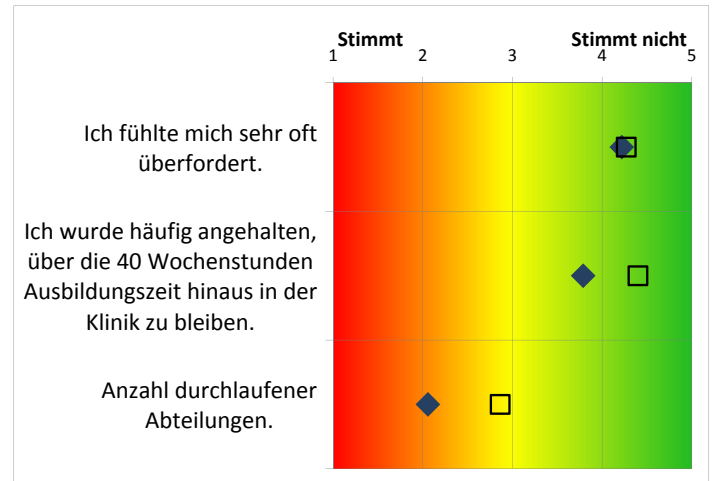 Stimmt Stimmt nicht
1 2 3 4 5
Ich fühlte mich sehr oft
überfordert.
Ich wurde häufig angehalten,
über die 40 Wochenstunden
Ausbildungszeit hinaus in der
Klinik zu bleiben.
Anzahl durchlaufener
Abteilungen.